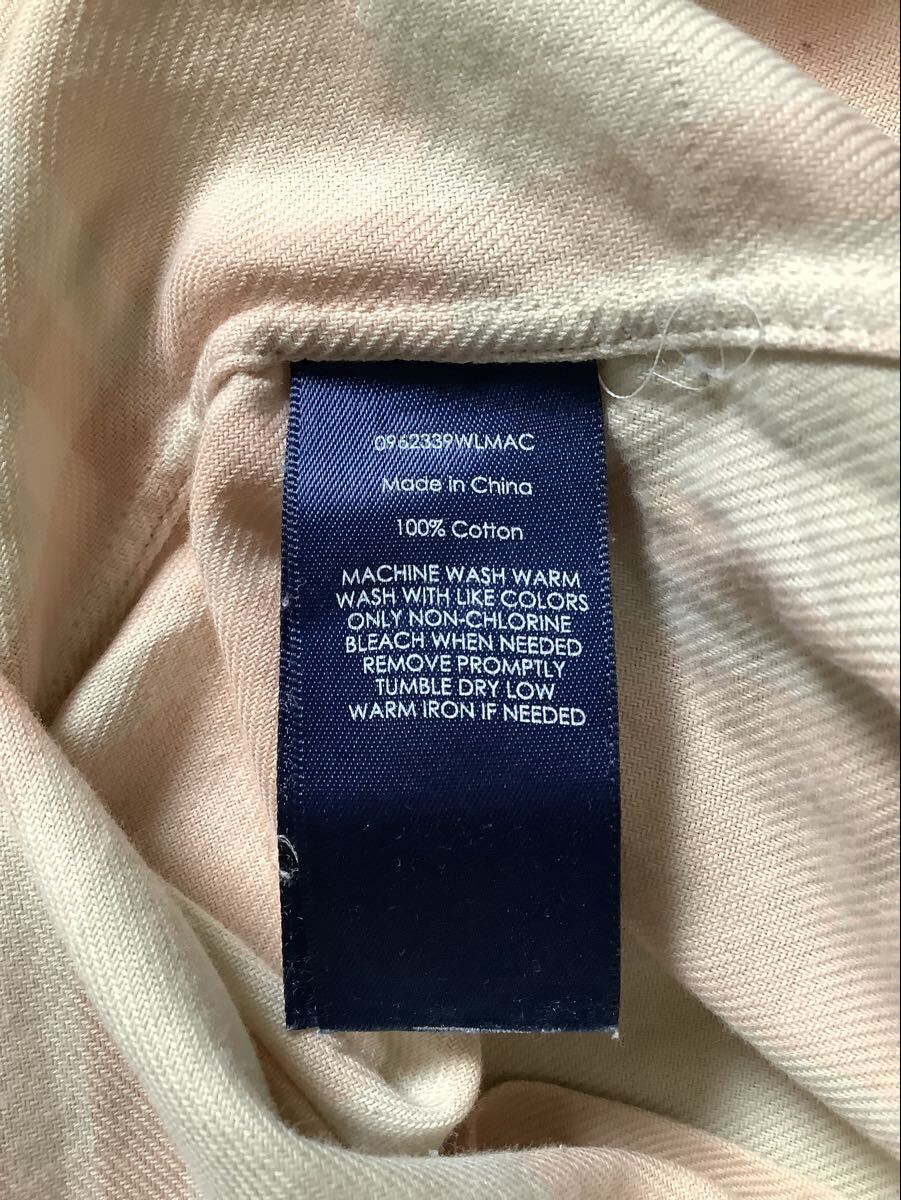 0962339WLMAC
Made in China
100% Cotton
MACHINE WASH WARM
WASH WITH LIKE COLORS
ONLY NON-CHLORINE
BLEACH WHEN NEEDED
REMOVE PROMPTLY
TUMBLE DRY LOW
WARM IRON IF NEEDED